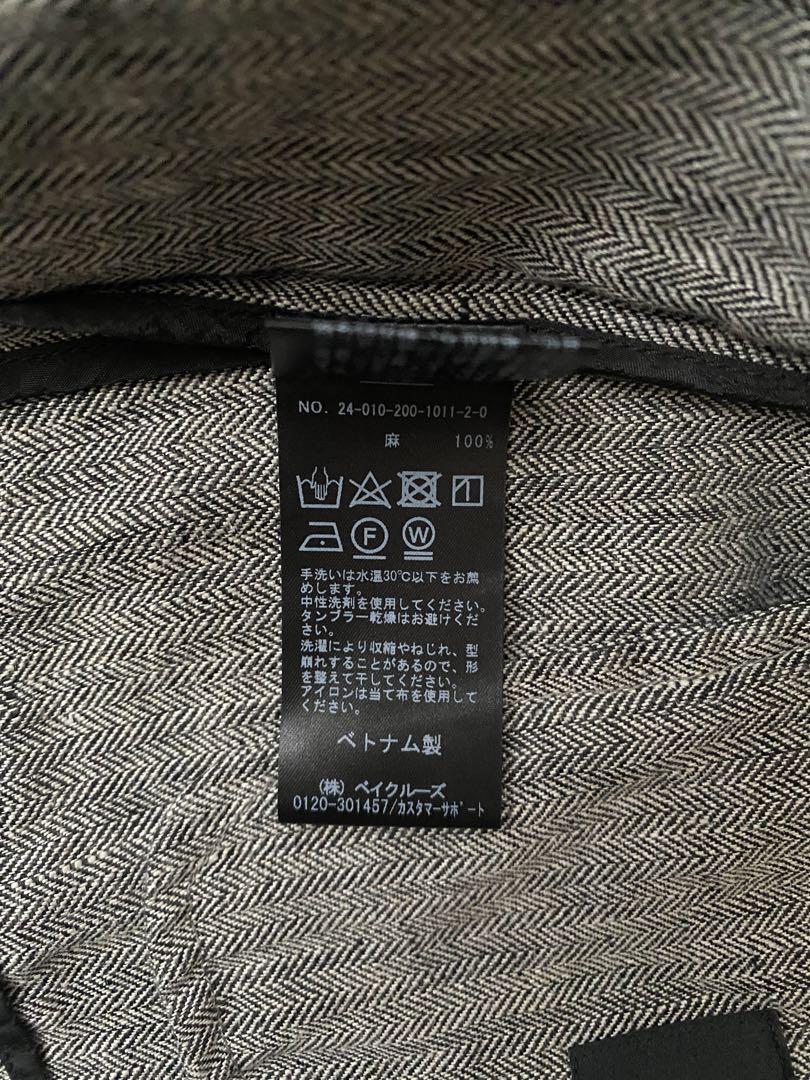 NO. 24-010-200-1011-2-0
麻 100%
F W
手洗いは水温30℃以下をお薦
めします。
中性洗剤を使用してください。
タンブラー乾燥はお避けくだ
さい。
洗濯により収縮やねじれ、型
崩れすることがあるので、形
を整えて干してください。
アイロンは当て布を使用して
ください。
ベトナム製
(株) ベイクルーズ
0120-301457/カスタマーサポート